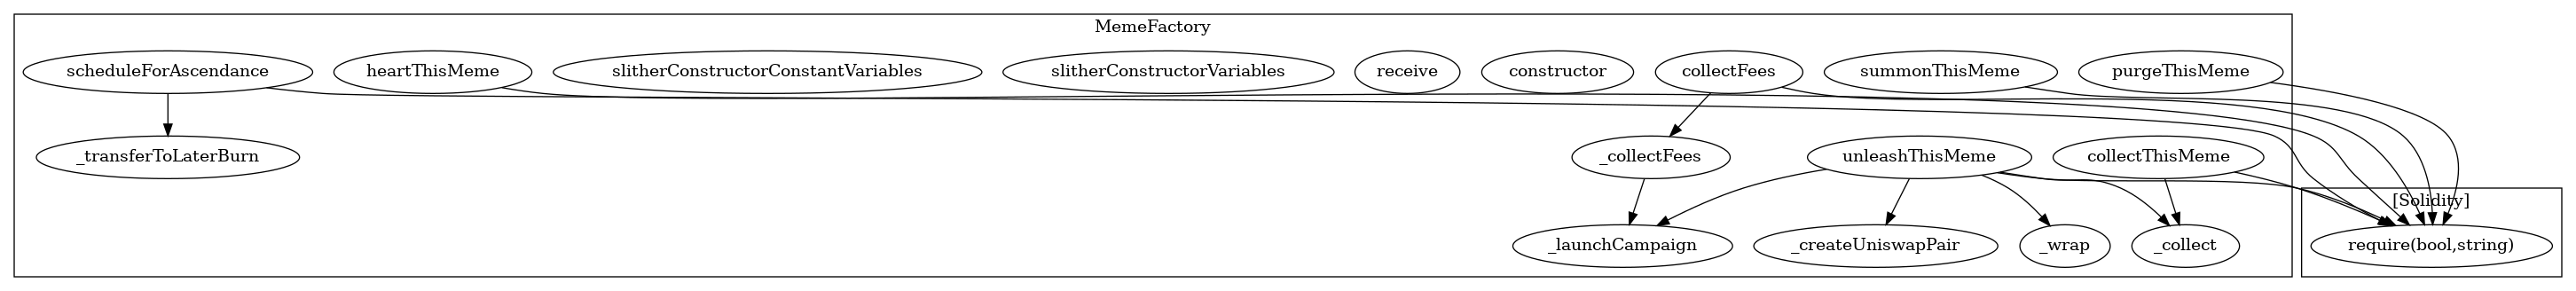 MemeFactory
scheduleForAscendance
heartThisMeme
slitherConstructorConstantVariables
slitherConstructorVariables
receive
constructor
collectFees
summonThisMeme
purgeThisMeme
_transferToLaterBurn
_collectFees
unleashThisMeme
collectThisMeme
[Solidity]
_launchCampaign
_createUniswapPair
_wrap
_collect
require(bool,string)